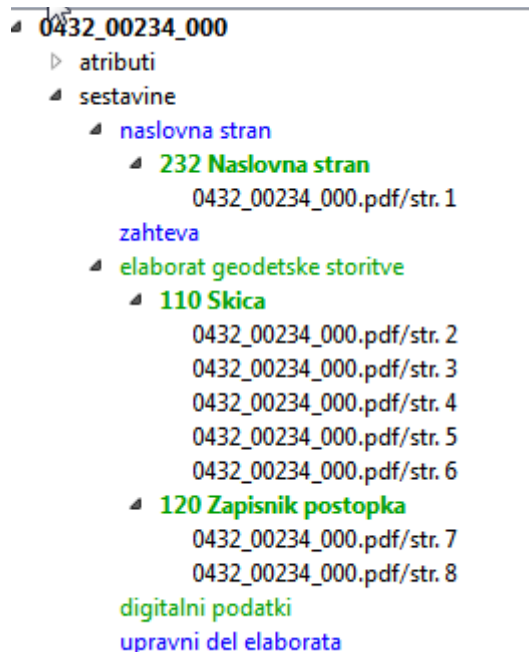 0432_00234_000
atributi
sestavine
naslovna stran
232 Naslovna stran
0432_00234_000.pdf/str. 1
zahteva
elaborat geodetske storitve
110 Skica
0432_00234_000.pdf/str. 2
0432_00234_000.pdf/str. 3
0432_00234_000.pdf/str. 4
0432_00234_000.pdf/str. 5
0432_00234_000.pdf/str. 6
120 Zapisnik postopka
0432_00234_000.pdf/str. 7
0432_00234_000.pdf/str. 8
digitalni podatki
upravni del elaborata